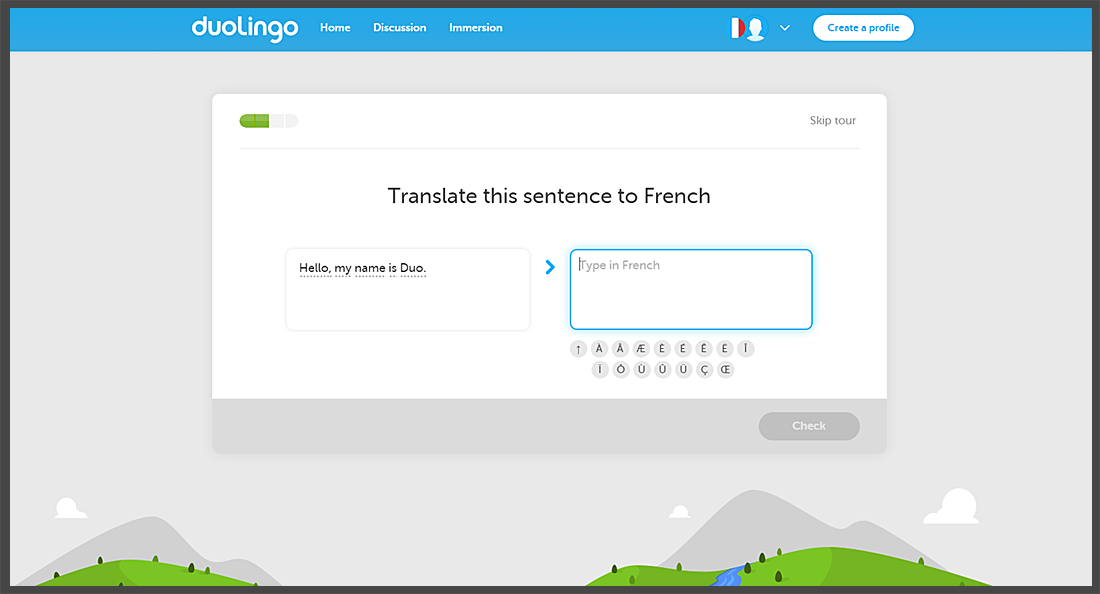 duolingo Home Discussion Immersion Create a profile
Skip tour
Translate this sentence to French
Hello, my name is Duo.
Type in French
↑ À Â Æ È É Ê Ë Î
Ï Ô Ù Û Ü Ç Œ
Check